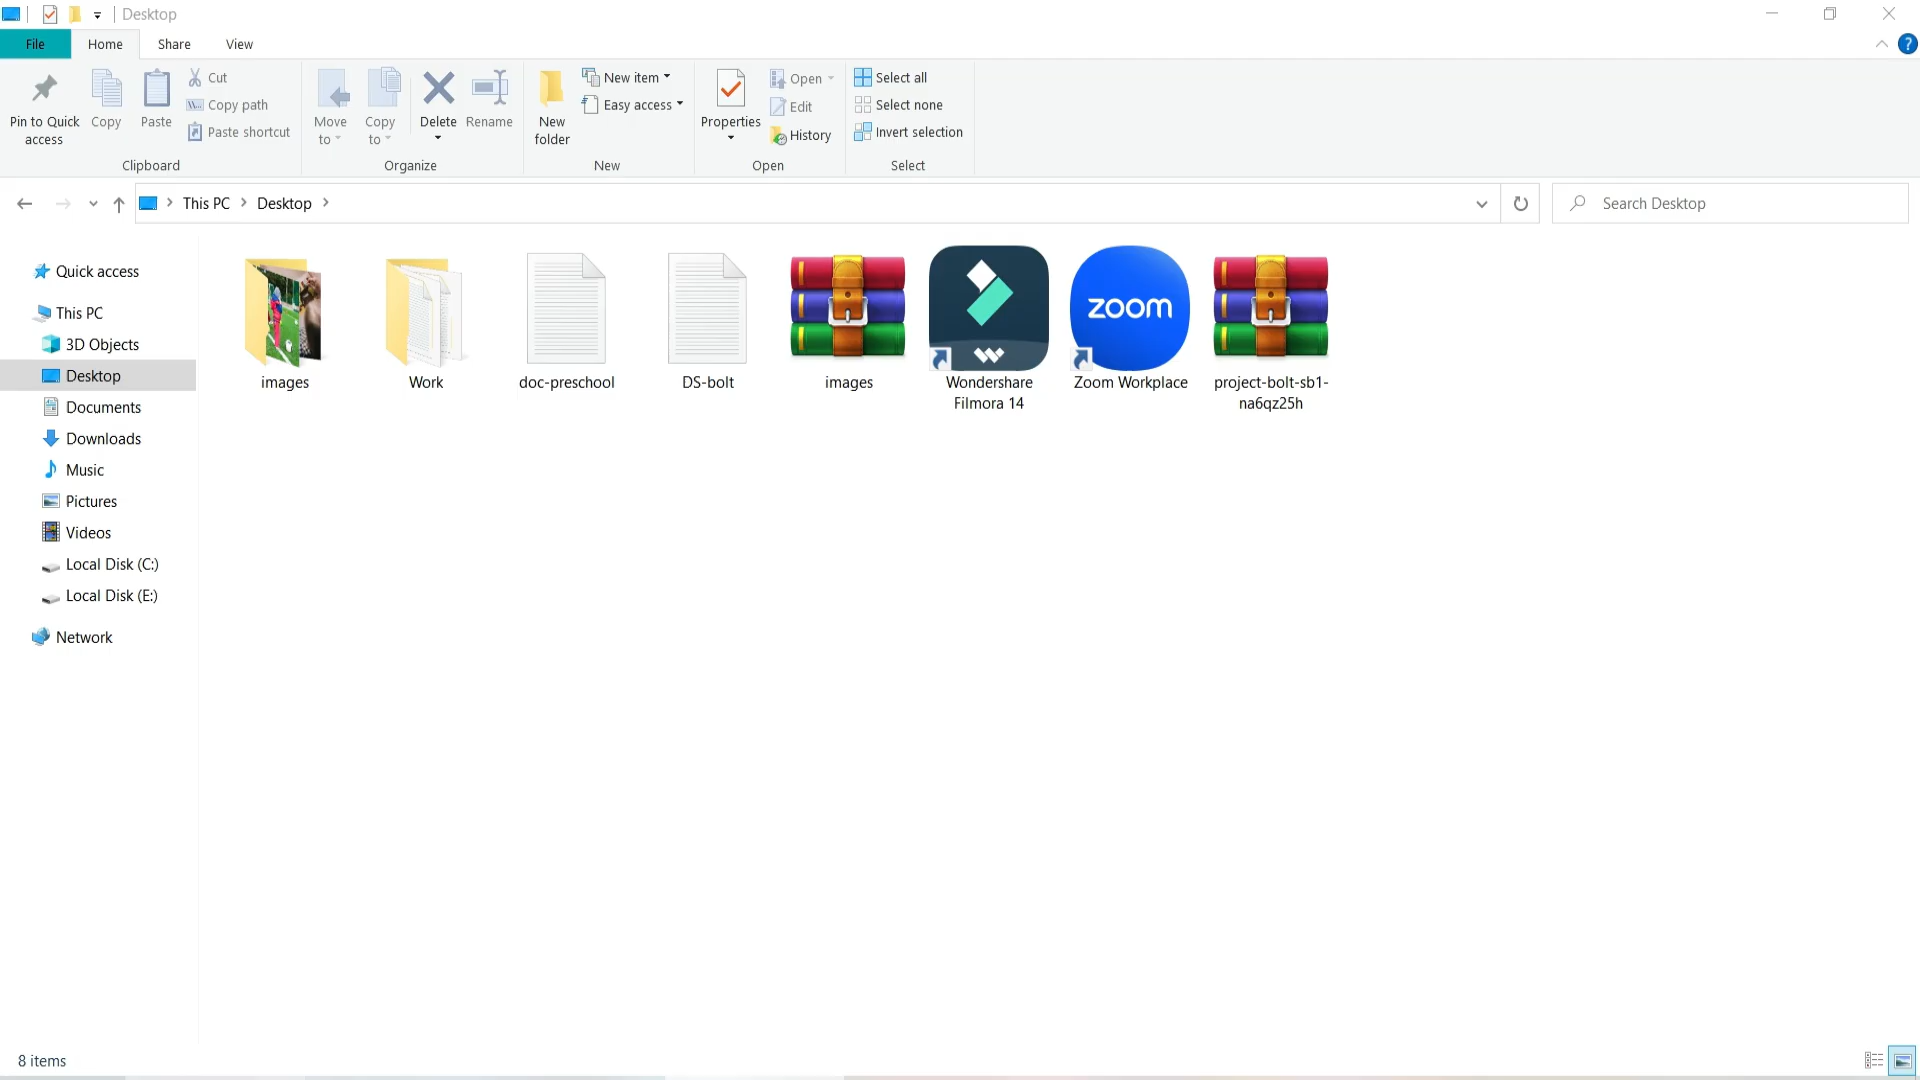 Desktop
File
Home
Share
View
Pin to Quick
access
Copy
Paste
Cut
Copy path
Paste shortcut
Clipboard
Move
to
Copy
to
Delete
Rename
Organize
New
folder
New item
Easy access
New
Properties
Open
Edit
History
Open
Select all
Select none
Invert selection
Select
This PC
Desktop
Search Desktop
Quick access
This PC
3D Objects
Desktop
Documents
Downloads
Music
Pictures
Videos
Local Disk (C:)
Local Disk (E:)
Network
images
Work
doc-preschool
DS-bolt
images
Wondershare
Filmora 14
zoom
Zoom Workplace
project-bolt-sb1-
na6qz25h
8 items